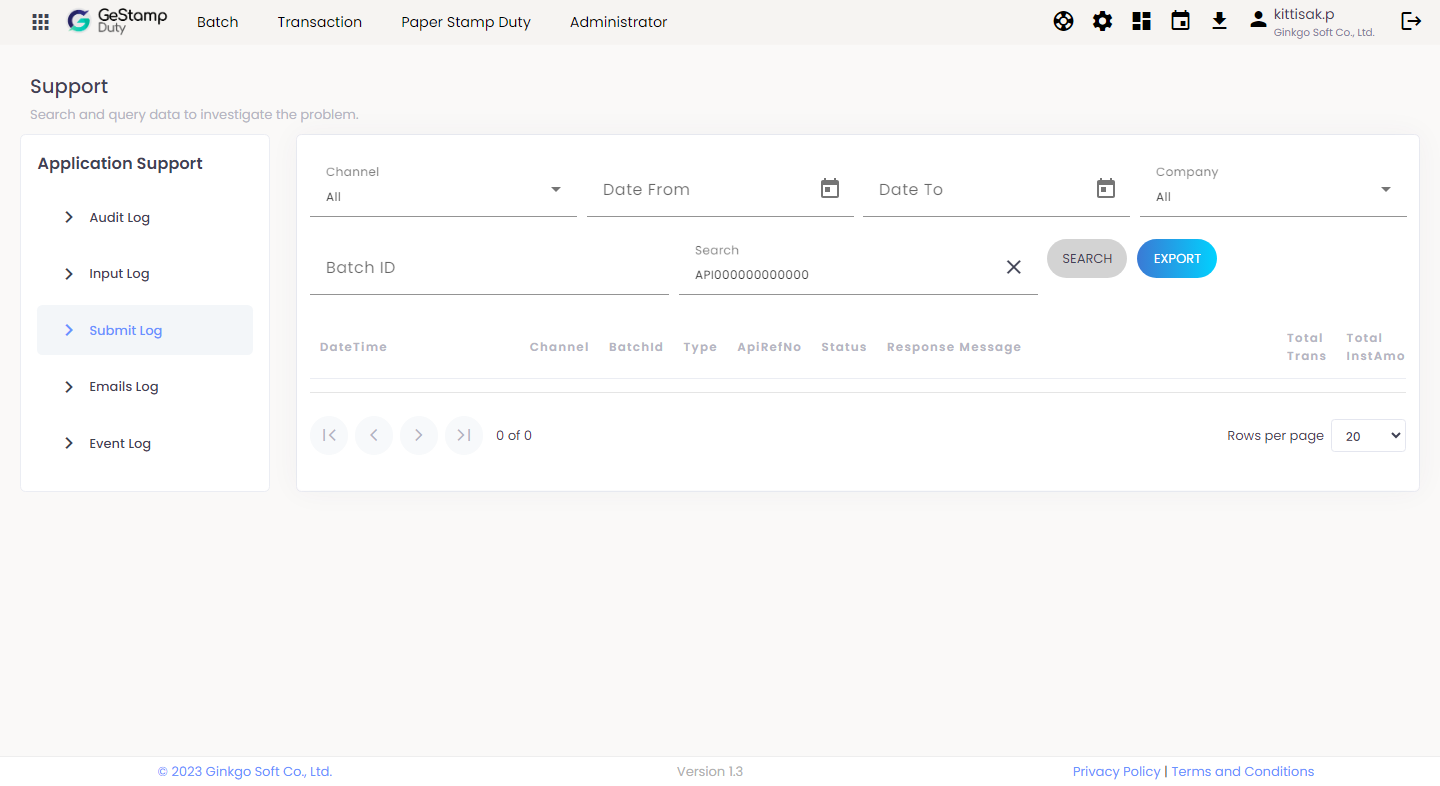 GeStamp
Duty
Batch
Transaction
Paper Stamp Duty
Administrator
kittisak.p
Ginkgo Soft Co., Ltd.
Support
Search and query data to investigate the problem.
Application Support
Audit Log
Input Log
Submit Log
Emails Log
Event Log
Channel
All
Date From
Date To
Company
All
Batch ID
Search
API000000000000
SEARCH
EXPORT
DateTime
Channel
BatchId
Type
ApiRefNo
Status
Response Message
Total
Trans
Total
InstAmo
0 of 0
Rows per page
20
© 2023 Ginkgo Soft Co., Ltd.
Version 1.3
Privacy Policy | Terms and Conditions